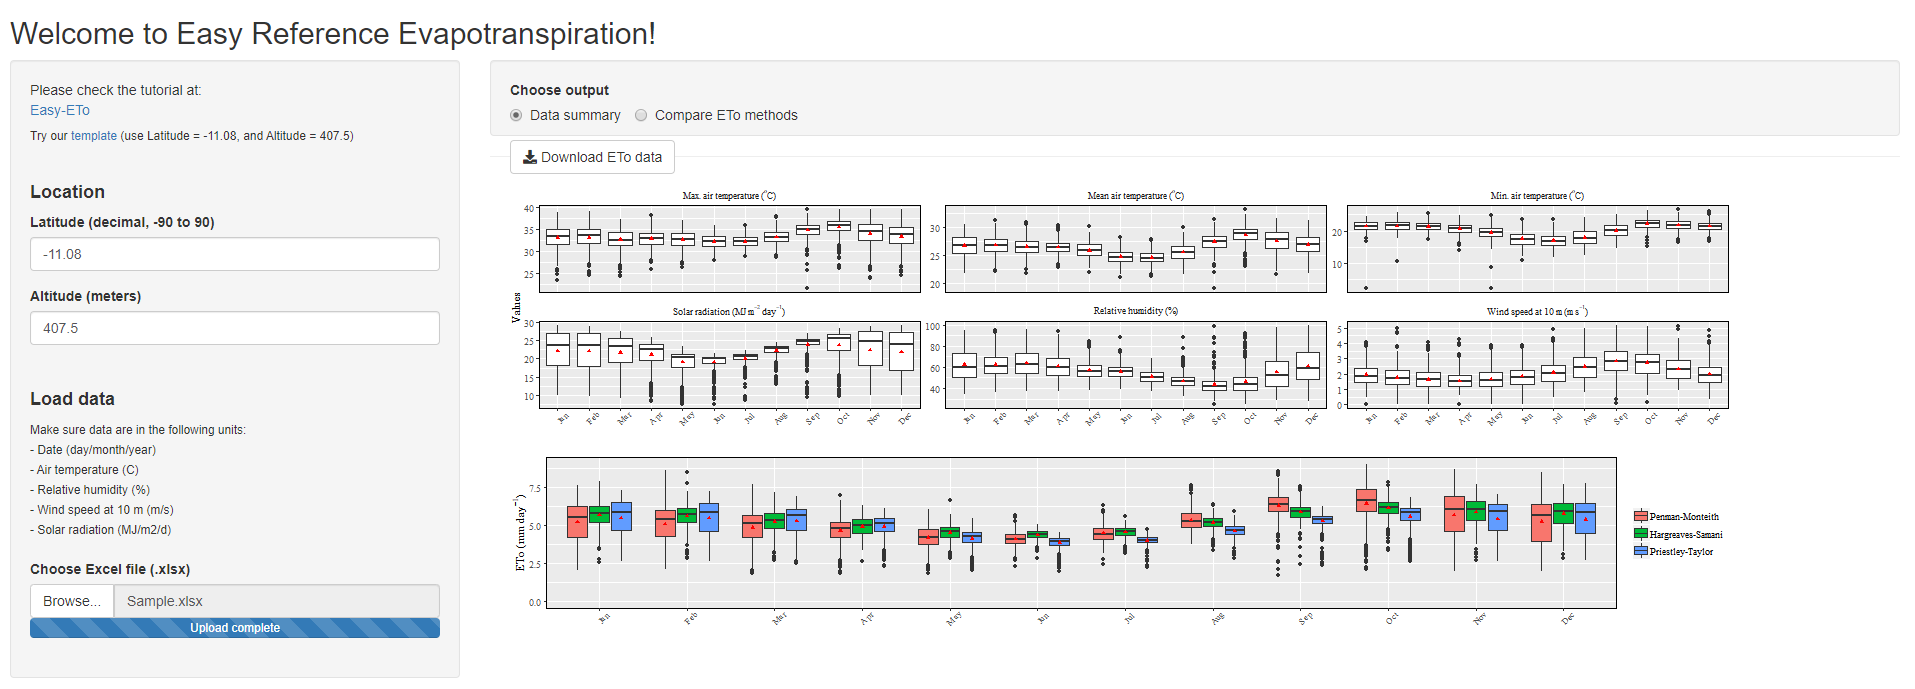 Welcome to Easy Reference Evapotranspiration!
Please check the tutorial at:
Easy-ETo
Try our template (use Latitude = -11.08, and Altitude = 407.5)
Location
Latitude (decimal, -90 to 90)
-11.08
Altitude (meters)
407.5
Load data
Make sure data are in the following units:
- Date (day/month/year)
- Air temperature (C)
- Relative humidity (%)
- Wind speed at 10 m (m/s)
- Solar radiation (MJ/m2/d)
Choose Excel file (.xlsx)
Browse... Sample.xlsx
Upload complete
Choose output
Data summary Compare ETo methods
Download ETo data
Values
Max. air temperature (°C)
40
35
30
25
Mean air temperature (°C)
30
25
20
Min. air temperature (°C)
20
10
Solar radiation (MJ m⁻² day⁻¹)
30
25
20
15
10
Jan Feb Mar Apr May Jun Jul Aug Sep Oct Nov Dec
Relative humidity (%)
100
80
60
40
Jan Feb Mar Apr May Jun Jul Aug Sep Oct Nov Dec
Wind speed at 10 m (m s⁻¹)
5
4
3
2
1
0
Jan Feb Mar Apr May Jun Jul Aug Sep Oct Nov Dec
ETo (mm day⁻¹)
7.5
5.0
2.5
0.0
Jan Feb Mar Apr May Jun Jul Aug Sep Oct Nov Dec
Penman-Monteith
Hargreaves-Samani
Priestley-Taylor